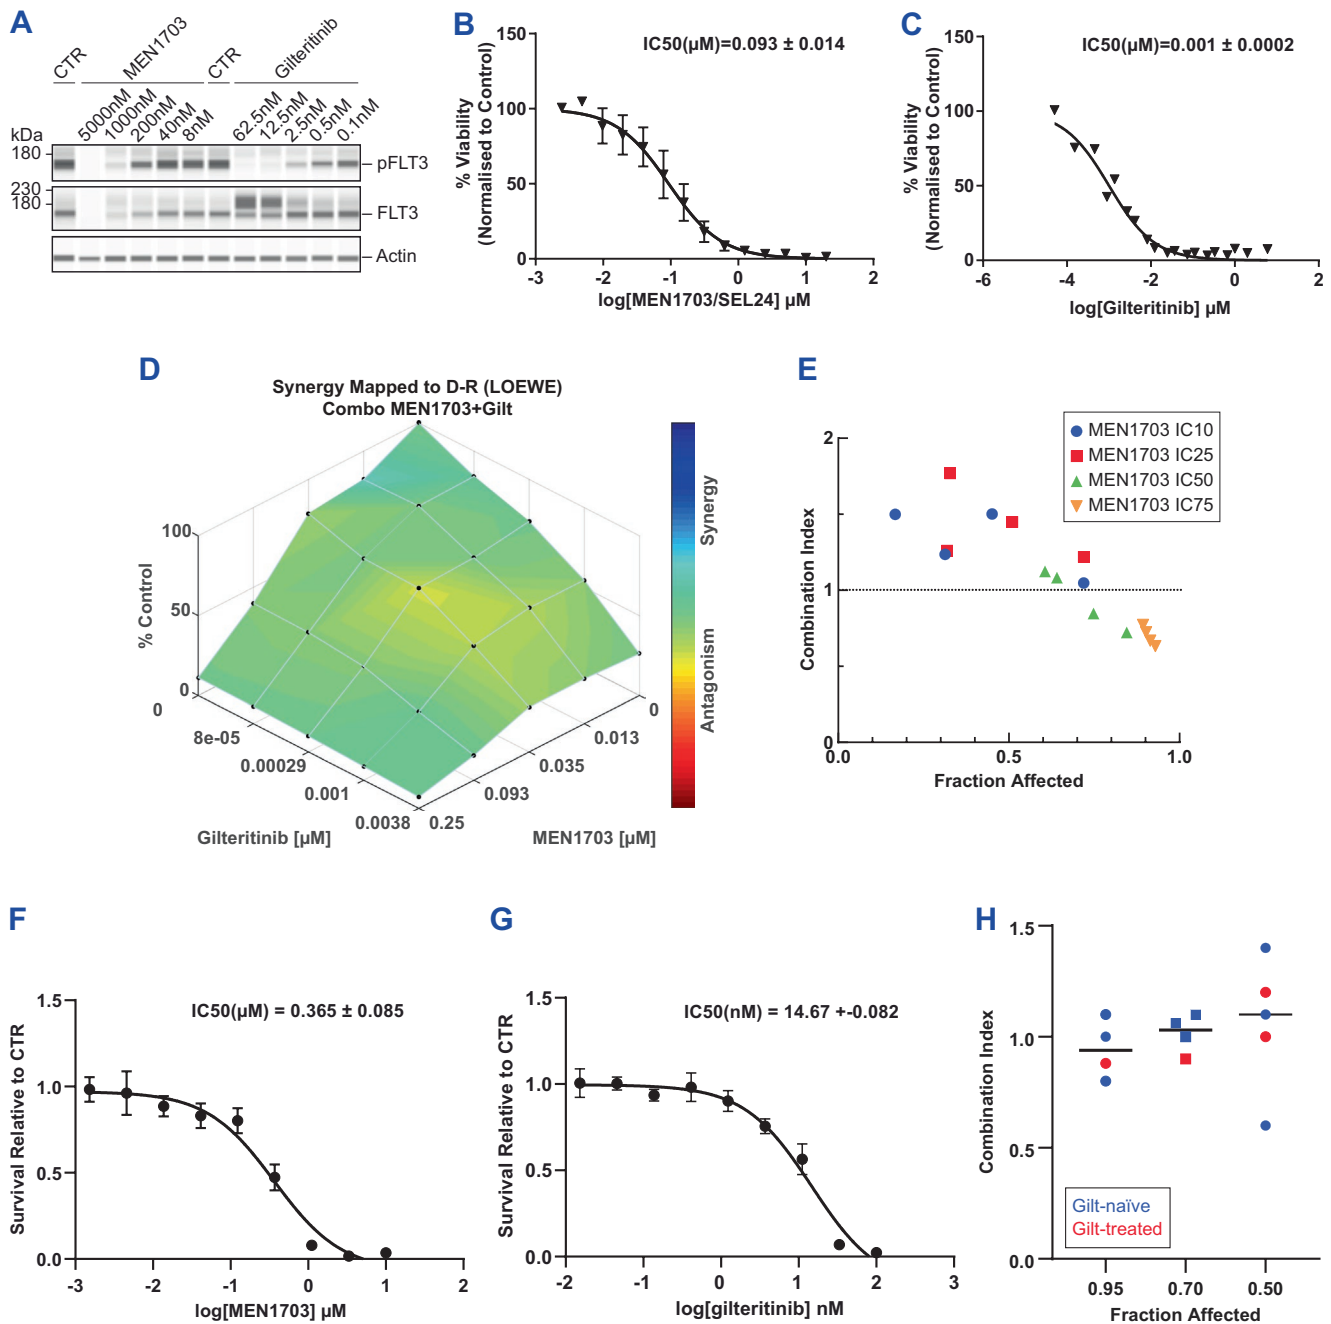 A
CTR
MEN1703
CTR
Gilteritinib
5000nM
1000nM
200nM
40nM
8nM
62.5nM
12.5nM
2.5nM
0.5nM
0.1nM
kDa
180
pFLT3
230
180
FLT3
Actin
B
IC50(µM)=0.093 ± 0.014
% Viability
(Normalised to Control)
150
100
50
0
-3 -2 -1 0 1 2
log[MEN1703/SEL24] µM
C
IC50(µM)=0.001 ± 0.0002
% Viability
(Normalised to Control)
150
100
50
0
-6 -4 -2 0 2
log[Gilteritinib] µM
D
Synergy Mapped to D-R (LOEWE)
Combo MEN1703+Gilt
% Control
100
50
0
0
8e-05
0.00029
0.001
0.0038
Gilteritinib [µM]
0.25
0.093
0.035
0.013
0
MEN1703 [µM]
Synergy
Antagonism
E
MEN1703 IC10
MEN1703 IC25
MEN1703 IC50
MEN1703 IC75
Combination Index
2
1
0
0.0 0.5 1.0
Fraction Affected
F
IC50(µM) = 0.365 ± 0.085
Survival Relative to CTR
1.5
1.0
0.5
0.0
-3 -2 -1 0 1 2
log[MEN1703] µM
G
IC50(nM) = 14.67 +-0.082
Survival Relative to CTR
1.5
1.0
0.5
0.0
-2 -1 0 1 2 3
log[gilteritinib] nM
H
Combination Index
1.5
1.0
0.5
0.0
Gilt-naïve
Gilt-treated
0.95 0.70 0.50
Fraction Affected